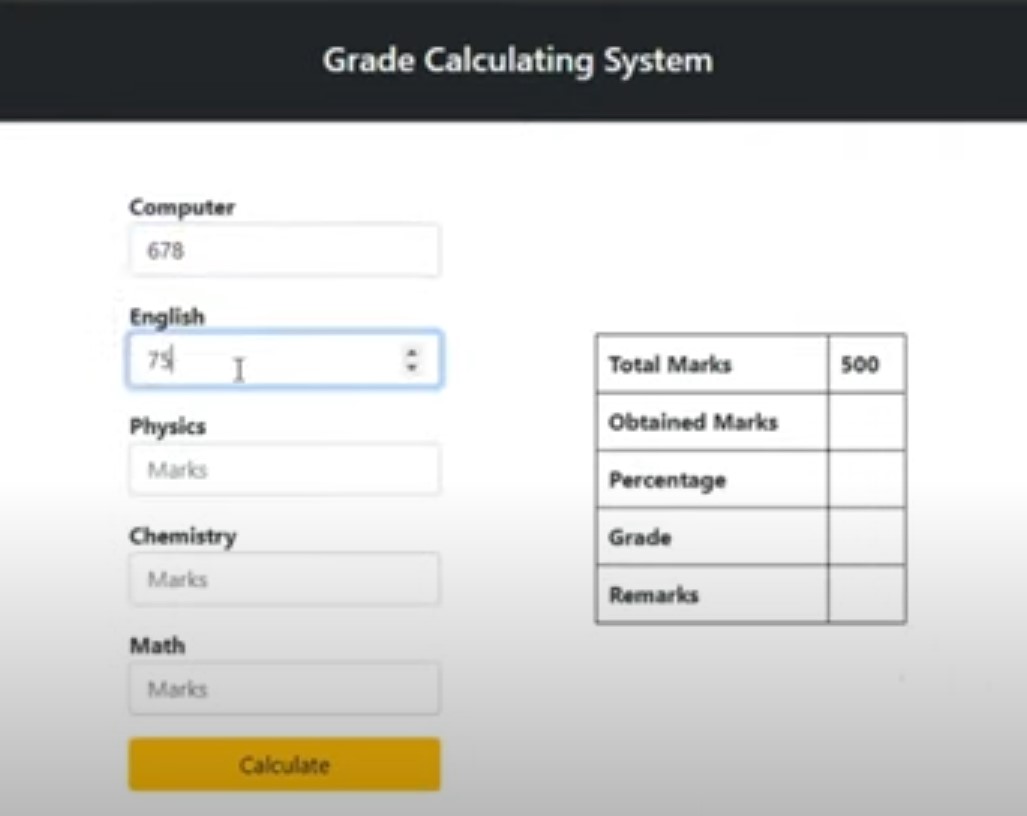 Grade Calculating System
Computer
678
English
75
Physics
Marks
Chemistry
Marks
Math
Marks
Calculate
Total Marks 500
Obtained Marks
Percentage
Grade
Remarks